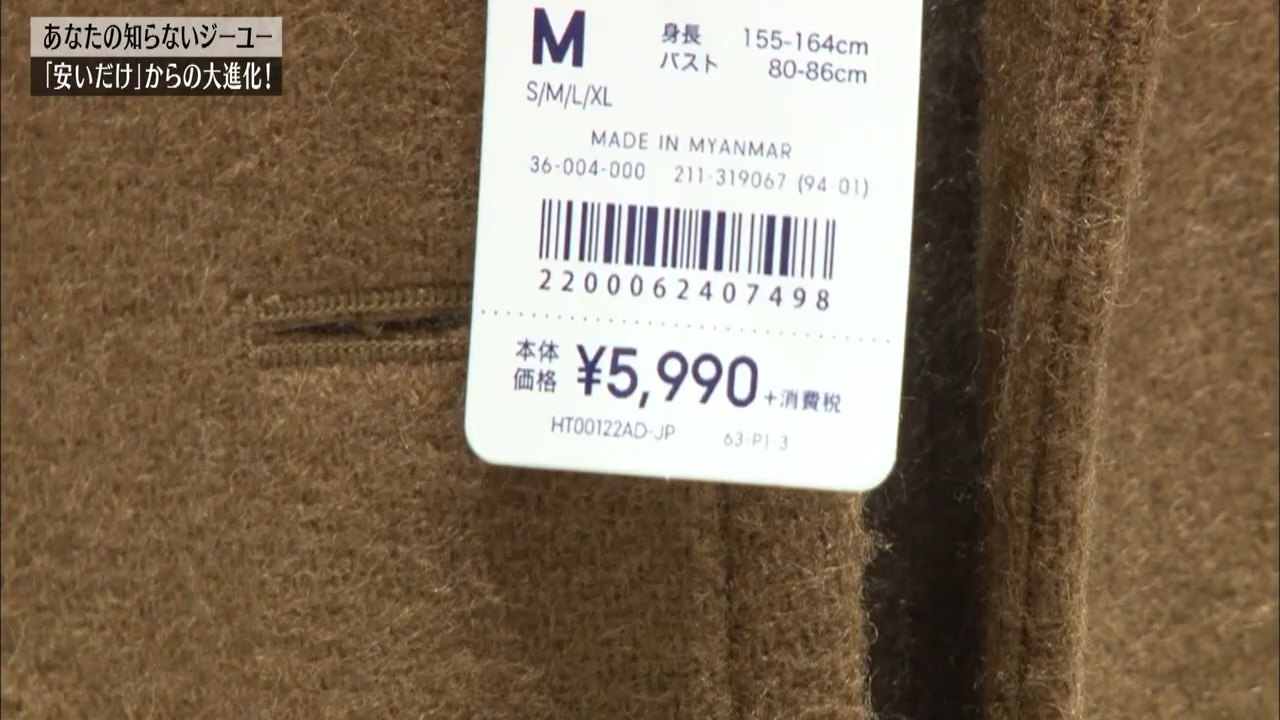 あなたの知らないジーユー
「安いだけ」からの大進化!
M
身長 155-164cm
バスト 80-86cm
S/M/L/XL
MADE IN MYANMAR
36-004-000 211-319067 (94-01)
2200062407498
本体
価格 ¥5,990 +消費税
HT00122AD-JP 63-P1-3